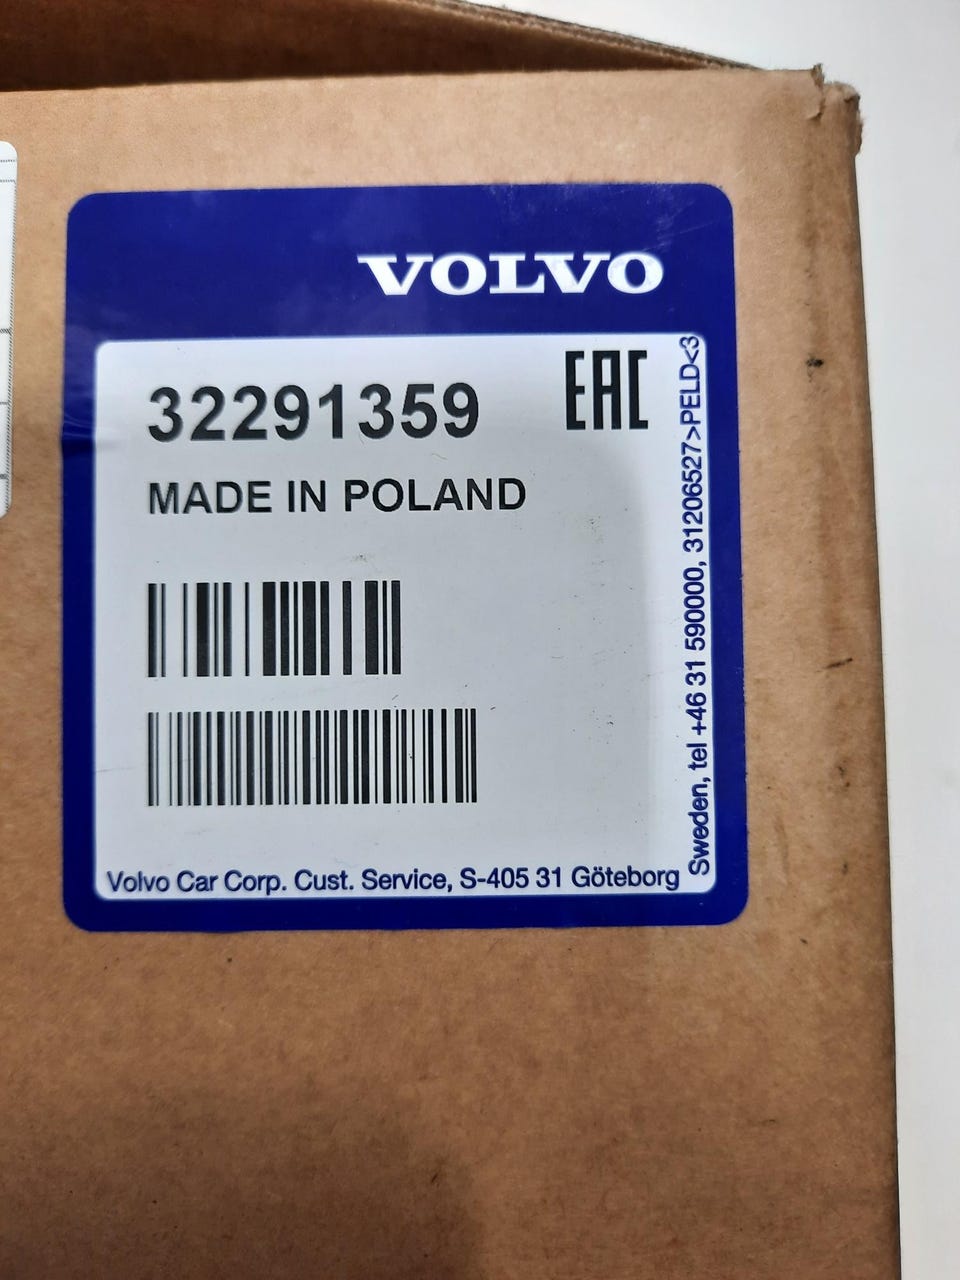 VOLVO
32291359
EAC
MADE IN POLAND
Volvo Car Corp. Cust. Service, S-405 31 Göteborg
Sweden, tel +46 31 590000, 31206527>PELD<3